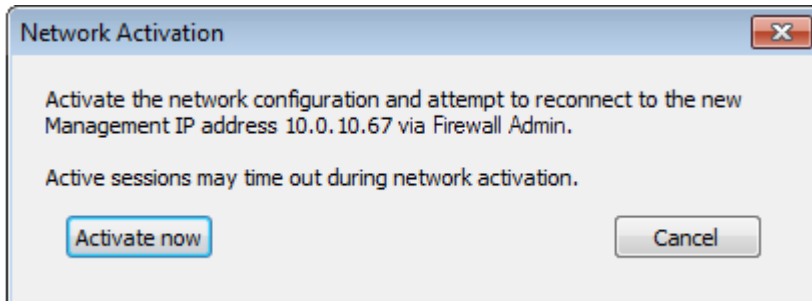 Network Activation
Activate the network configuration and attempt to reconnect to the new
Management IP address 10.0.10.67 via Firewall Admin.
Active sessions may time out during network activation.
Activate now
Cancel